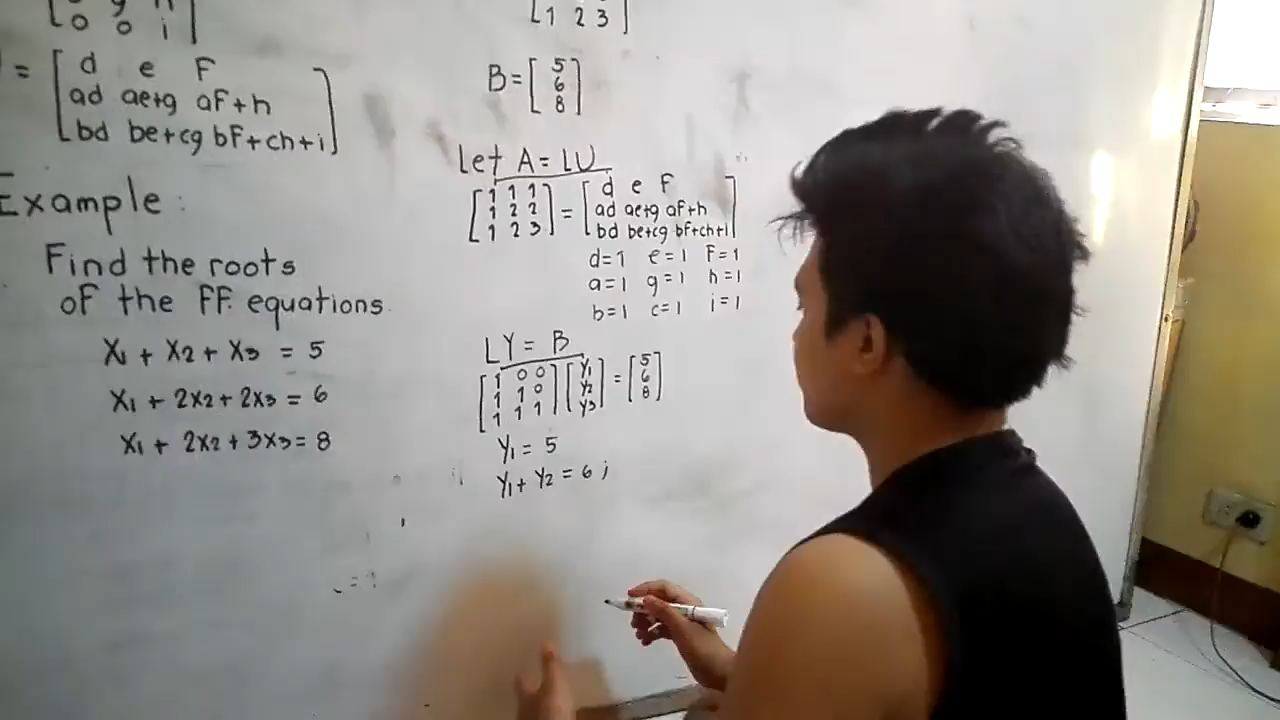 0 0 i
= [ d e F
ad ae+g aF+h
bd be+cg bF+ch+i ]
Example :
Find the roots
of the FF. equations.
X1 + X2 + X3 = 5
X1 + 2X2 + 2X3 = 6
X1 + 2X2 + 3X3 = 8
1 2 3
B = [ 5
6
8 ]
Let A = LU
[ 1 1 1
1 2 2
1 2 3 ] = [ d e F
ad ae+g aF+h
bd be+cg bF+ch+i ]
d=1 e=1 F=1
a=1 g=1 h=1
b=1 c=1 i=1
LY = B
[ 1 0 0
1 1 0
1 1 1 ] [ Y1
Y2
Y3 ] = [ 5
6
8 ]
Y1 = 5
Y1 + Y2 = 6 ;